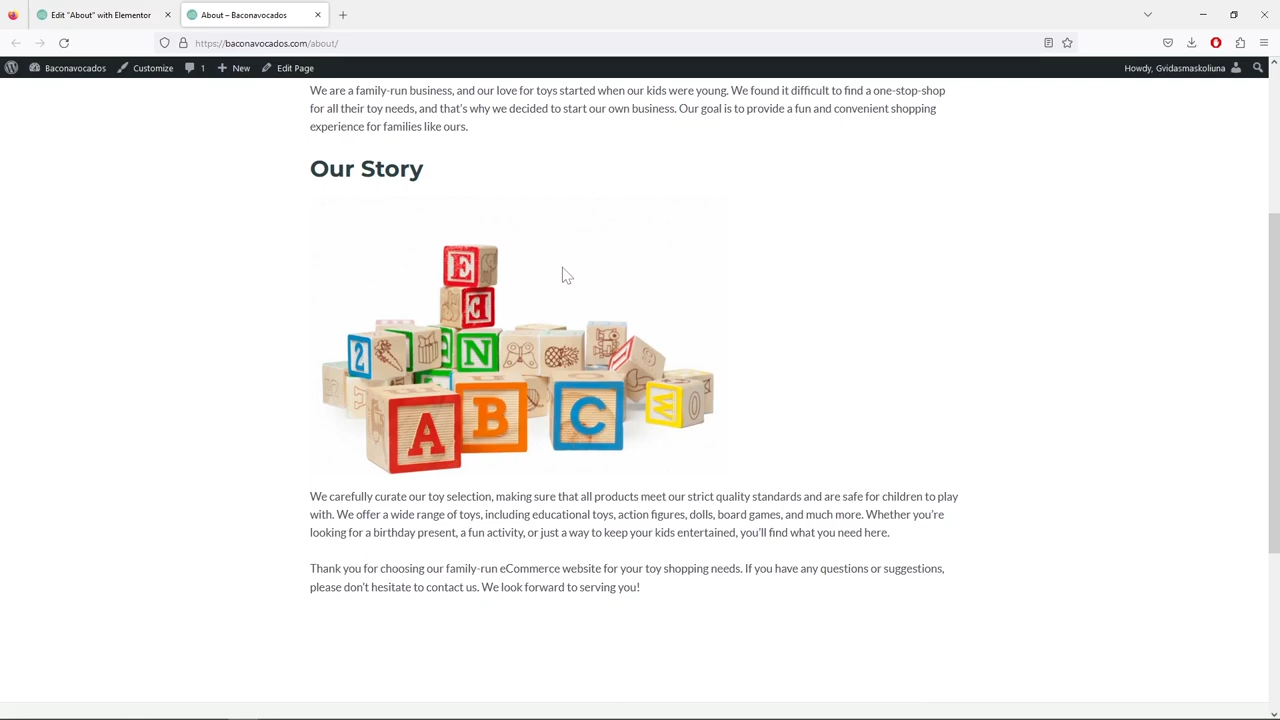 Edit "About" with Elementor
About – Baconavocados
https://baconavocados.com/about/
Baconavocados
Customize
1
New
Edit Page
Howdy, Gvidasmaskoliuna
We are a family-run business, and our love for toys started when our kids were young. We found it difficult to find a one-stop-shop
for all their toy needs, and that's why we decided to start our own business. Our goal is to provide a fun and convenient shopping
experience for families like ours.
Our Story
E
N
2
A
B
C
We carefully curate our toy selection, making sure that all products meet our strict quality standards and are safe for children to play
with. We offer a wide range of toys, including educational toys, action figures, dolls, board games, and much more. Whether you're
looking for a birthday present, a fun activity, or just a way to keep your kids entertained, you'll find what you need here.
Thank you for choosing our family-run eCommerce website for your toy shopping needs. If you have any questions or suggestions,
please don't hesitate to contact us. We look forward to serving you!